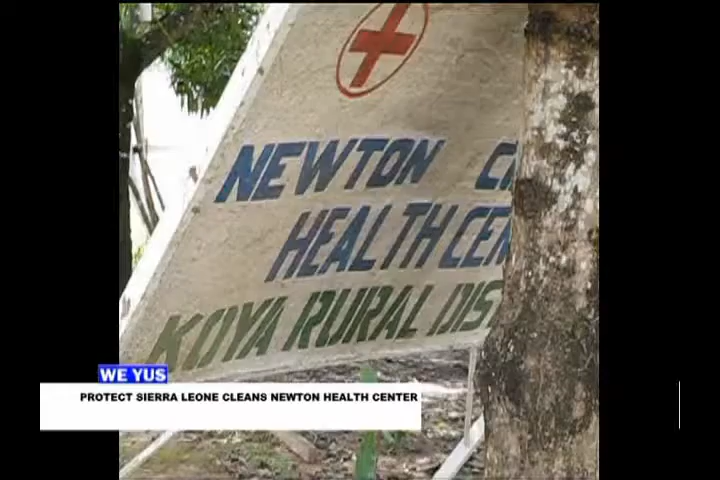 NEWTON
HEALTH
KOYA RURAL
WE YUS
PROTECT SIERRA LEONE CLEANS NEWTON HEALTH CENTER